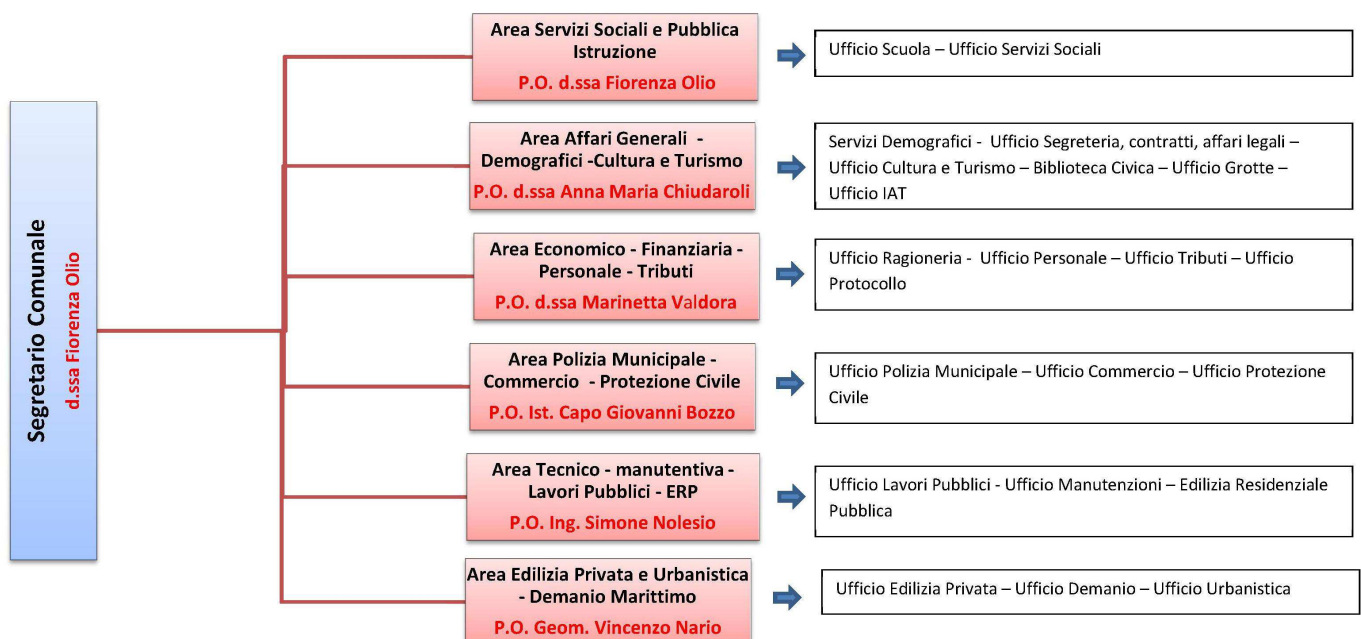 Segretario Comunale
d.ssa Fiorenza Olio
Area Servizi Sociali e Pubblica
Istruzione
P.O. d.ssa Fiorenza Olio
Ufficio Scuola – Ufficio Servizi Sociali
Area Affari Generali -
Demografici -Cultura e Turismo
P.O. d.ssa Anna Maria Chiudaroli
Servizi Demografici - Ufficio Segreteria, contratti, affari legali –
Ufficio Cultura e Turismo – Biblioteca Civica – Ufficio Grotte –
Ufficio IAT
Area Economico - Finanziaria -
Personale - Tributi
P.O. d.ssa Marinetta Valdora
Ufficio Ragioneria - Ufficio Personale – Ufficio Tributi – Ufficio
Protocollo
Area Polizia Municipale -
Commercio - Protezione Civile
P.O. Ist. Capo Giovanni Bozzo
Ufficio Polizia Municipale – Ufficio Commercio – Ufficio Protezione
Civile
Area Tecnico - manutentiva -
Lavori Pubblici - ERP
P.O. Ing. Simone Nolesio
Ufficio Lavori Pubblici - Ufficio Manutenzioni – Edilizia Residenziale
Pubblica
Area Edilizia Privata e Urbanistica
- Demanio Marittimo
P.O. Geom. Vincenzo Nario
Ufficio Edilizia Privata – Ufficio Demanio – Ufficio Urbanistica